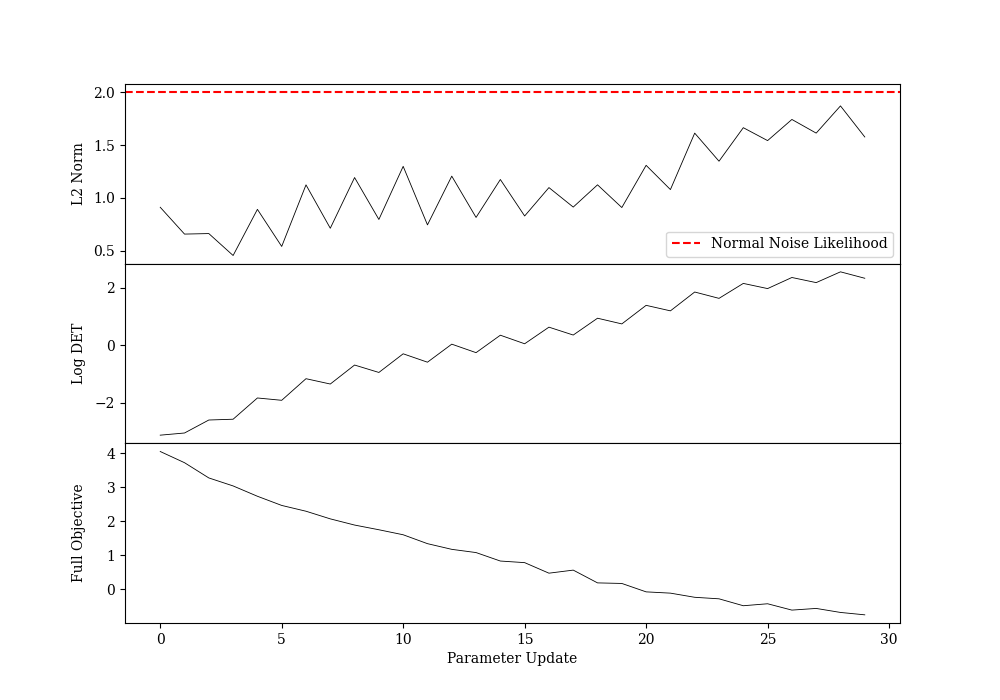 L2 Norm
2.0
1.5
1.0
0.5
Normal Noise Likelihood
Log DET
2
0
−2
Full Objective
4
3
2
1
0
0 5 10 15 20 25 30
Parameter Update